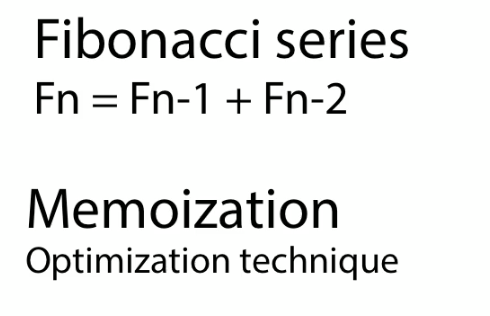 Fibonacci series
Fn = Fn-1 + Fn-2
Memoization
Optimization technique